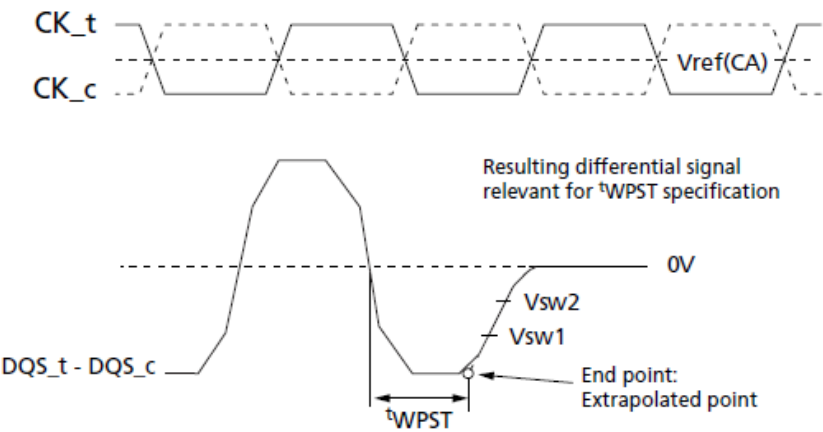 CK_t
Vref(CA)
CK_c
Resulting differential signal
relevant for tWPST specification
0V
Vsw2
Vsw1
DQS_t - DQS_c
End point:
Extrapolated point
tWPST